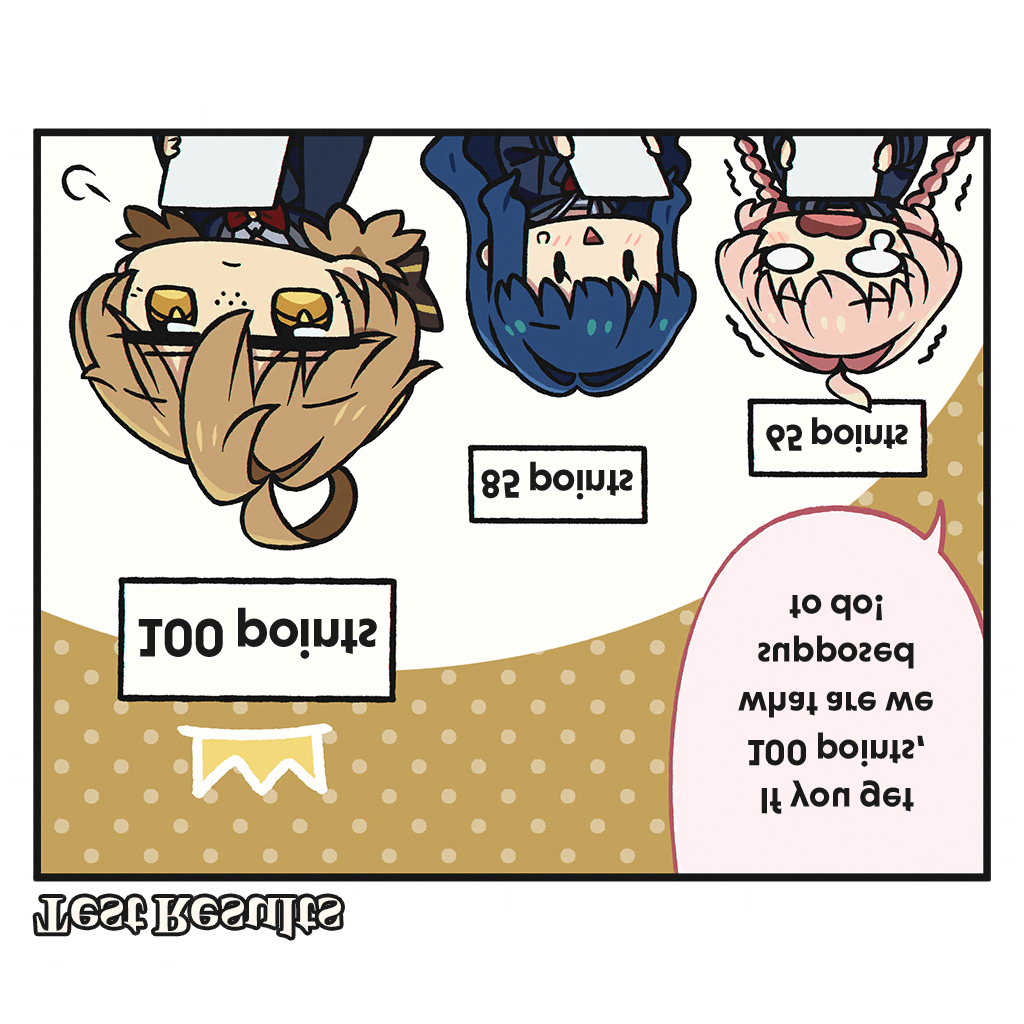 Test Results
If you get
100 points,
what are we
supposed
to do!
100 points
85 points
65 points